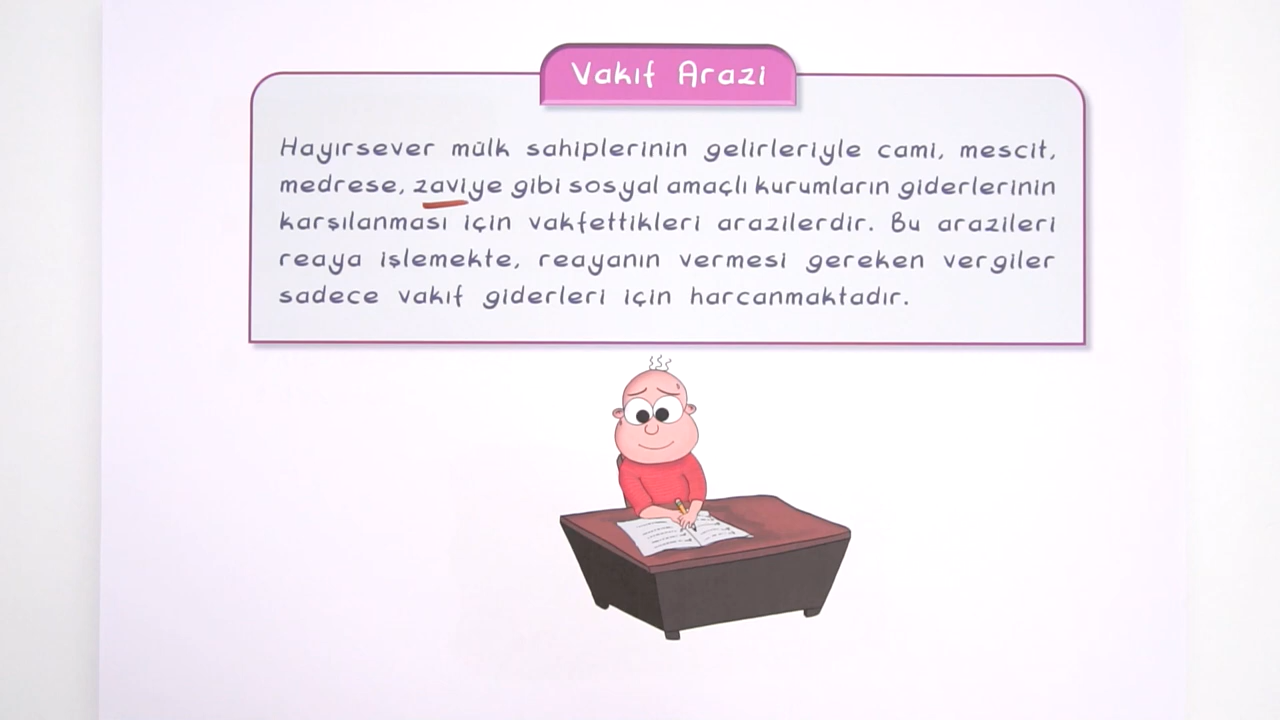 Vakıf Arazi
Hayırsever mülk sahiplerinin gelirleriyle cami, mescit,
medrese, zaviye gibi sosyal amaçlı kurumların giderlerinin
karşılanması için vakfettikleri arazilerdir. Bu arazileri
reaya işlemekte, reayanın vermesi gereken vergiler
sadece vakıf giderleri için harcanmaktadır.